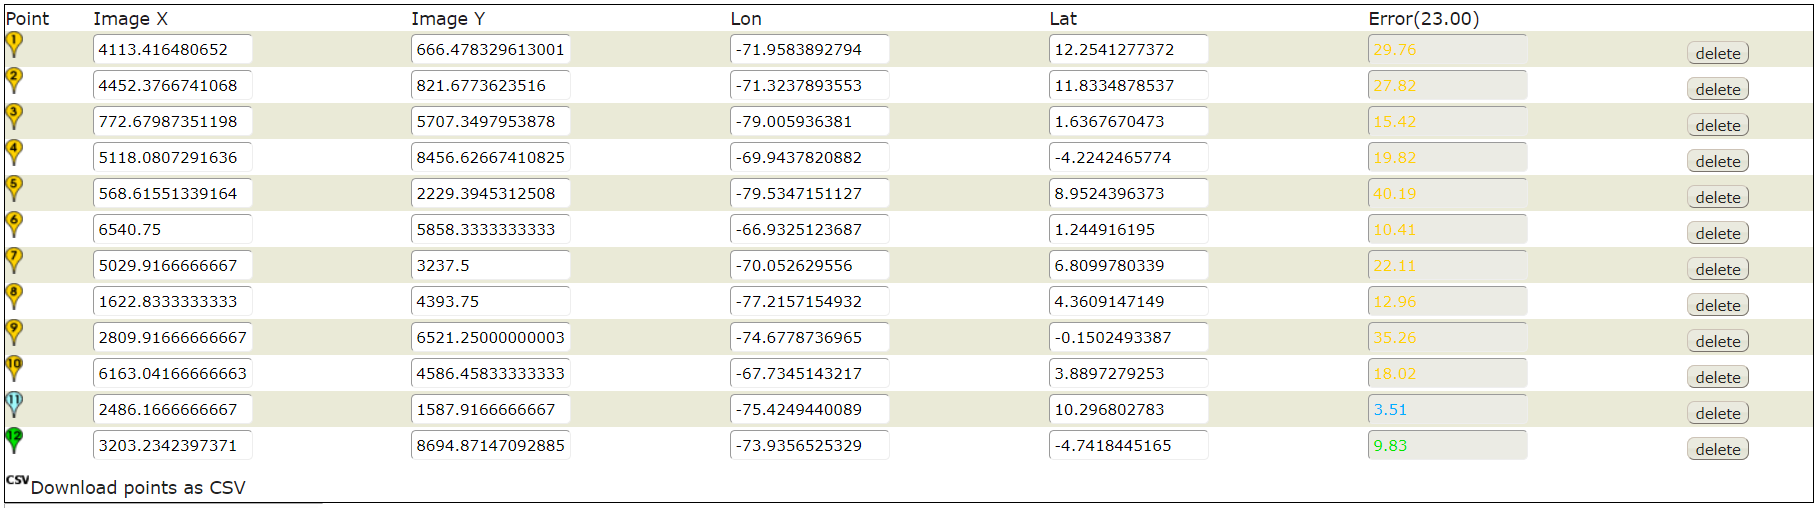 Point Image X Image Y Lon Lat Error(23.00)
1 4113.416480652 666.478329613001 -71.9583892794 12.2541277372 29.76 delete
2 4452.3766741068 821.6773623516 -71.3237893553 11.8334878537 27.82 delete
3 772.67987351198 5707.3497953878 -79.005936381 1.6367670473 15.42 delete
4 5118.0807291636 8456.62667410825 -69.9437820882 -4.2242465774 19.82 delete
5 568.61551339164 2229.3945312508 -79.5347151127 8.9524396373 40.19 delete
6 6540.75 5858.3333333333 -66.9325123687 1.244916195 10.41 delete
7 5029.9166666667 3237.5 -70.052629556 6.8099780339 22.11 delete
8 1622.8333333333 4393.75 -77.2157154932 4.3609147149 12.96 delete
9 2809.91666666667 6521.25000000003 -74.6778736965 -0.1502493387 35.26 delete
10 6163.04166666663 4586.45833333333 -67.7345143217 3.8897279253 18.02 delete
11 2486.1666666667 1587.9166666667 -75.4249440089 10.296802783 3.51 delete
12 3203.2342397371 8694.87147092885 -73.9356525329 -4.7418445165 9.83 delete
CSV Download points as CSV